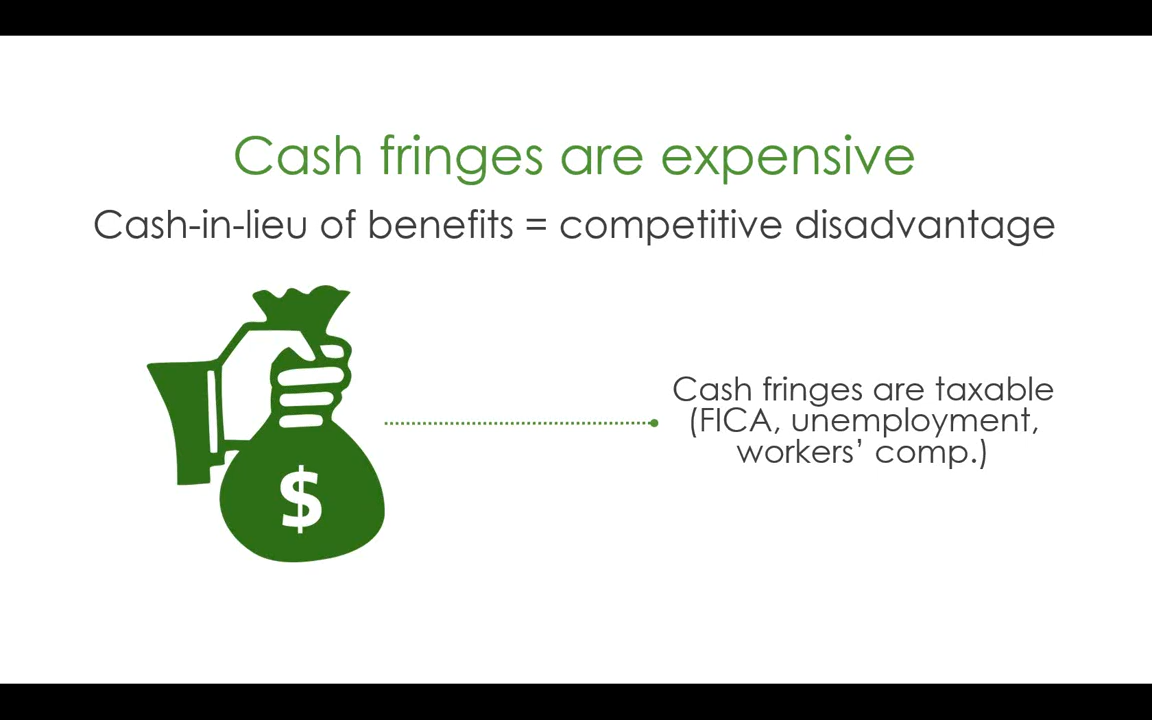 Cash fringes are expensive
Cash-in-lieu of benefits = competitive disadvantage
$
Cash fringes are taxable
(FICA, unemployment,
workers’ comp.)